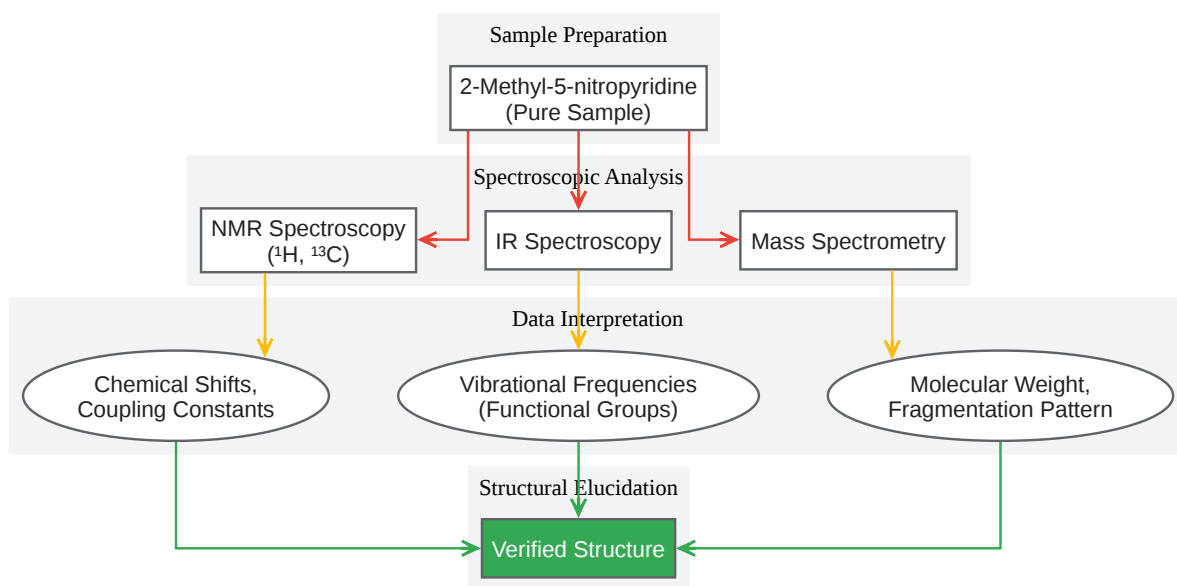 Sample Preparation
2-Methyl-5-nitropyridine
(Pure Sample)
Spectroscopic Analysis
NMR Spectroscopy
(¹H, ¹³C)
IR Spectroscopy
Mass Spectrometry
Data Interpretation
Chemical Shifts,
Coupling Constants
Vibrational Frequencies
(Functional Groups)
Molecular Weight,
Fragmentation Pattern
Structural Elucidation
Verified Structure